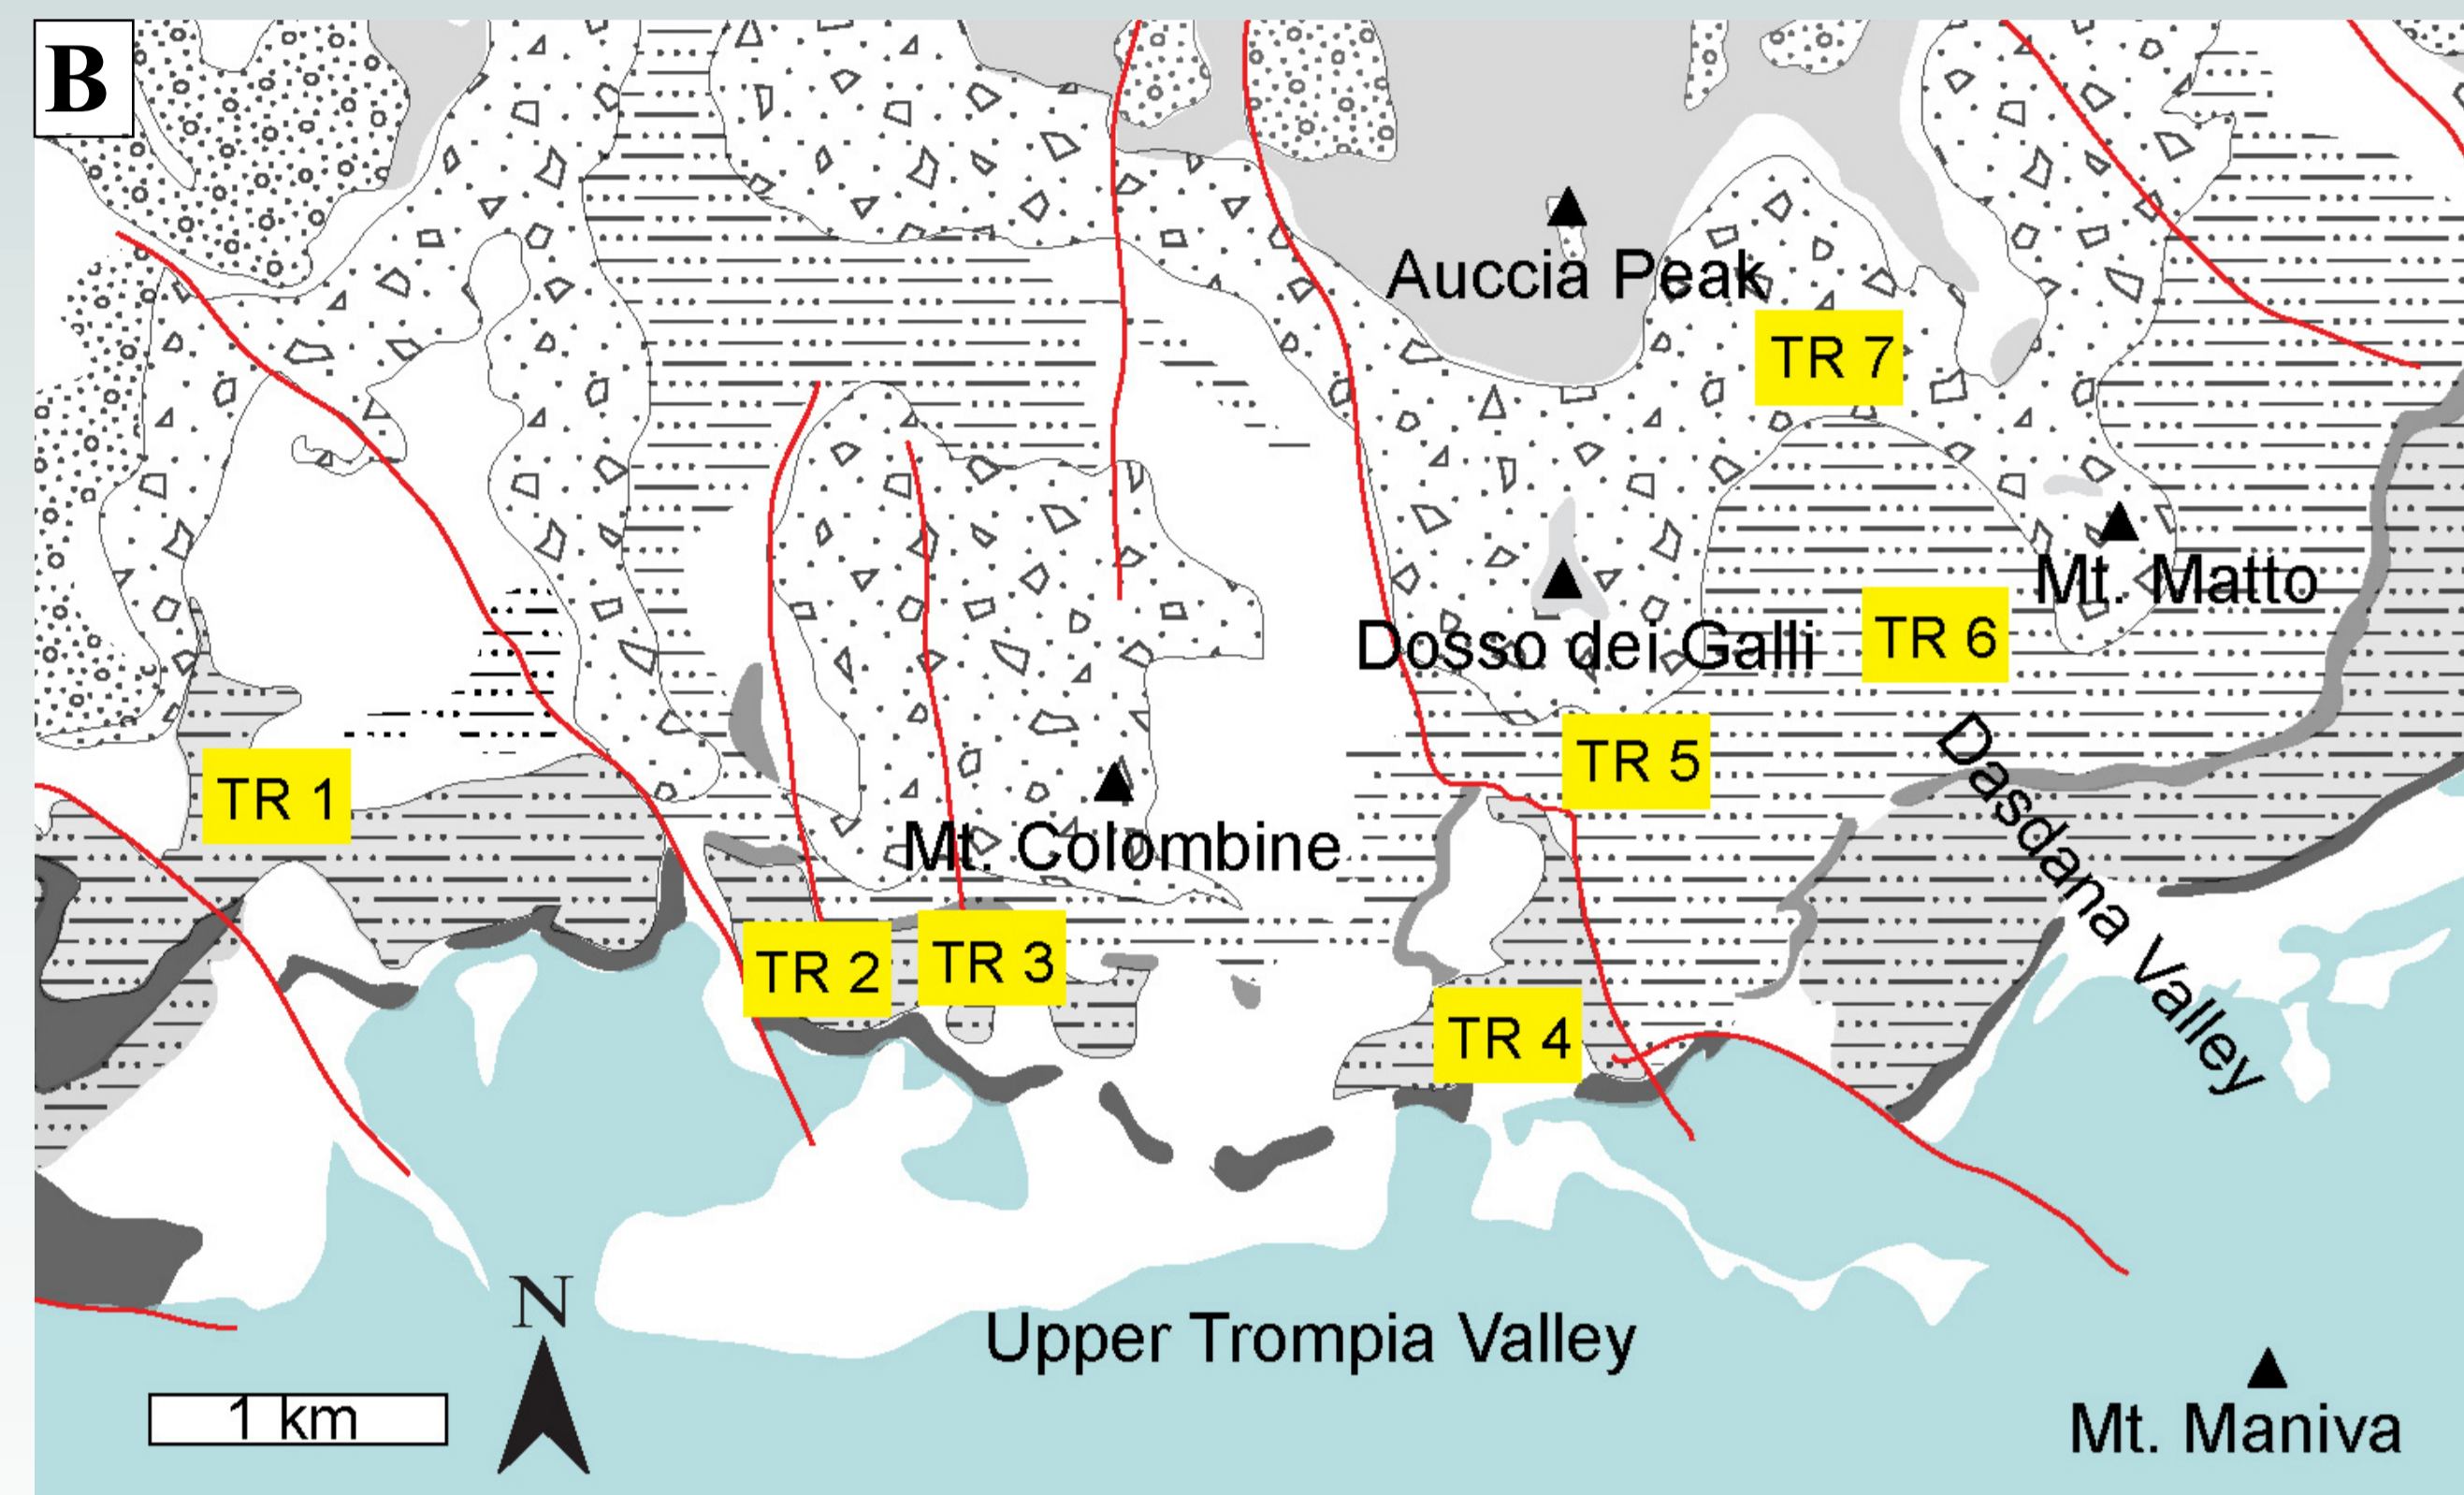 B
Auccia Peak
TR 7
Mt. Matto
Dosso dei Galli
TR 6
TR 5
Dasdana Valley
TR 1
Mt. Colombine
TR 2
TR 3
TR 4
N
Upper Trompia Valley
1 km
Mt. Maniva